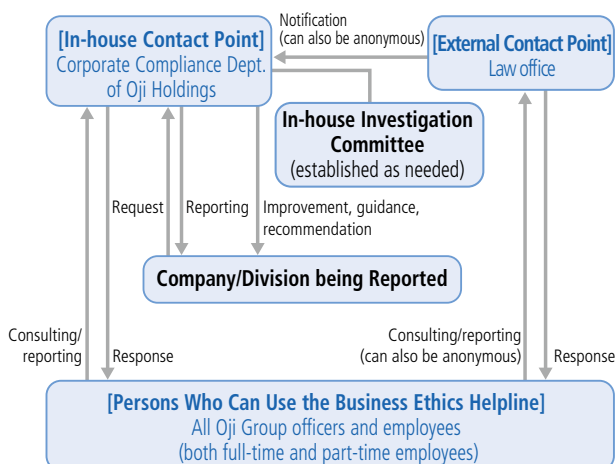 Notification
(can also be anonymous)
[In-house Contact Point]
Corporate Compliance Dept.
of Oji Holdings
[External Contact Point]
Law office
In-house Investigation
Committee
(established as needed)
Request
Reporting
Improvement, guidance,
recommendation
Company/Division being Reported
Consulting/
reporting
Response
Consulting/reporting
(can also be anonymous)
Response
[Persons Who Can Use the Business Ethics Helpline]
All Oji Group officers and employees
(both full-time and part-time employees)